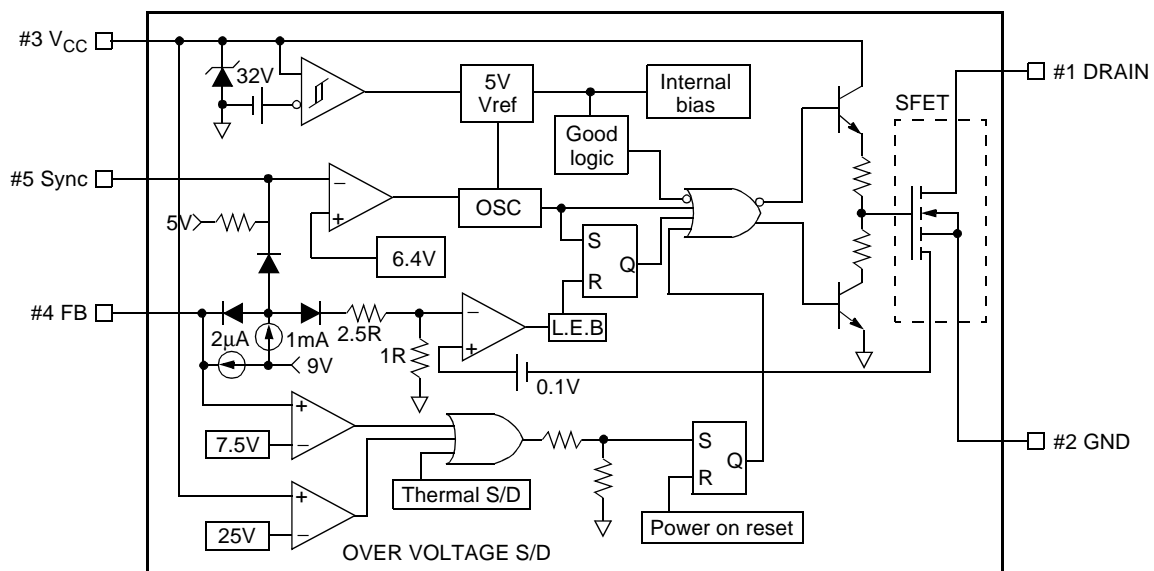 #3 VCC
32V
5V
Vref
Internal
bias
Good
logic
#1 DRAIN
SFET
#5 Sync
−
+
5V
6.4V
OSC
S
R
Q
#4 FB
2µA
1mA
9V
2.5R
1R
−
+
L.E.B
0.1V
+
−
7.5V
Thermal S/D
S
R
Q
#2 GND
+
−
25V
Power on reset
OVER VOLTAGE S/D